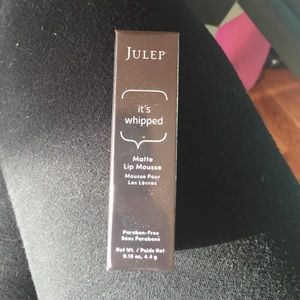 JULEP
it's
whipped
Matte
Lip Mousse
Mousse Pour
Les Lèvres
Paraben-Free
Sans Parabène
Net Wt. / Poids Net
0.15 oz, 4.4 g